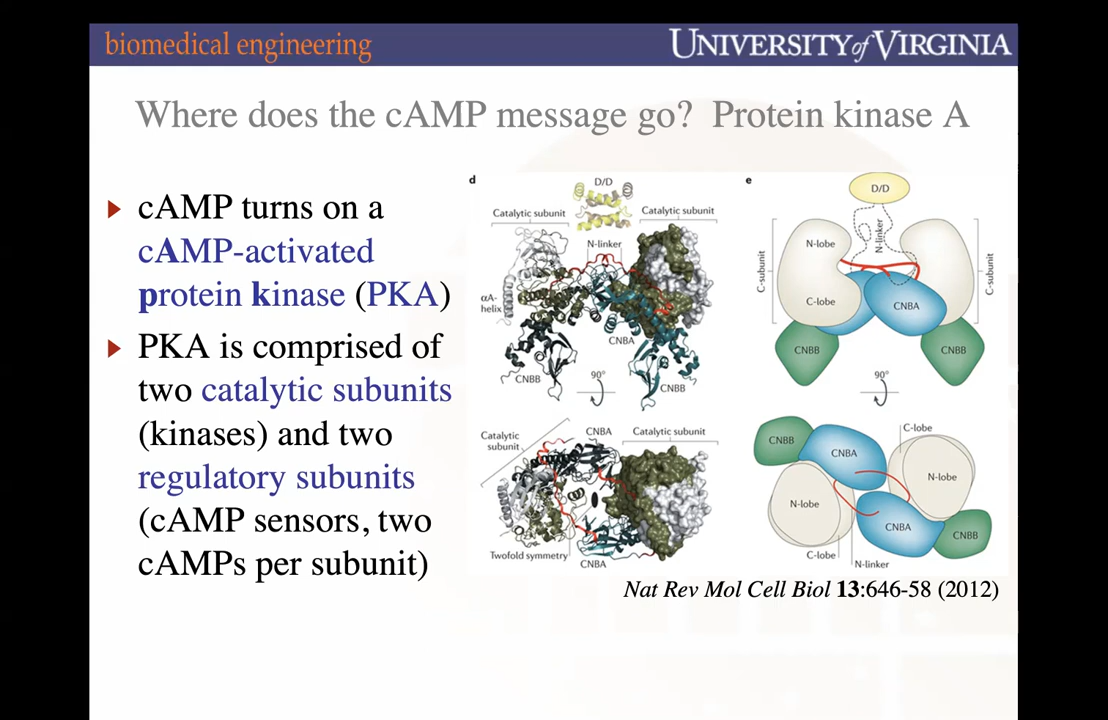 biomedical engineering
UNIVERSITY of VIRGINIA
Where does the cAMP message go? Protein kinase A
cAMP turns on a
cAMP-activated
protein kinase (PKA)
PKA is comprised of
two catalytic subunits
(kinases) and two
regulatory subunits
(cAMP sensors, two
cAMPs per subunit)
d
D/D
Catalytic subunit
Catalytic subunit
N-linker
αA-
helix
CNBA
CNBB
CNBB
90°
Catalytic
subunit
CNBA
Catalytic subunit
Twofold symmetry
CNBA
e
D/D
N-lobe
N-linker
C-subunit
C-subunit
C-lobe
CNBA
CNBB
CNBB
90°
C-lobe
CNBB
CNBA
N-lobe
N-lobe
CNBA
CNBB
C-lobe
N-linker
Nat Rev Mol Cell Biol 13:646-58 (2012)